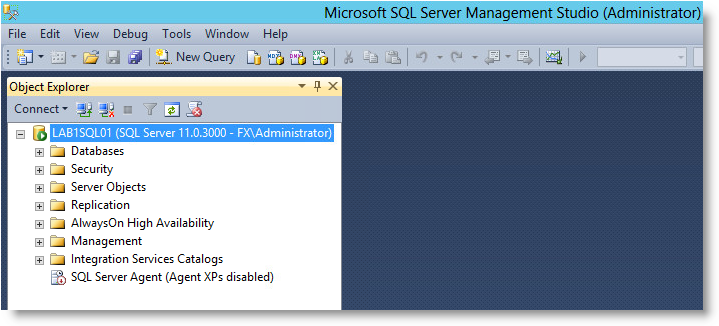 Microsoft SQL Server Management Studio (Administrator)
File Edit View Debug Tools Window Help
New Query
Object Explorer
Connect
LAB1SQL01 (SQL Server 11.0.3000 - FX\Administrator)
Databases
Security
Server Objects
Replication
AlwaysOn High Availability
Management
Integration Services Catalogs
SQL Server Agent (Agent XPs disabled)